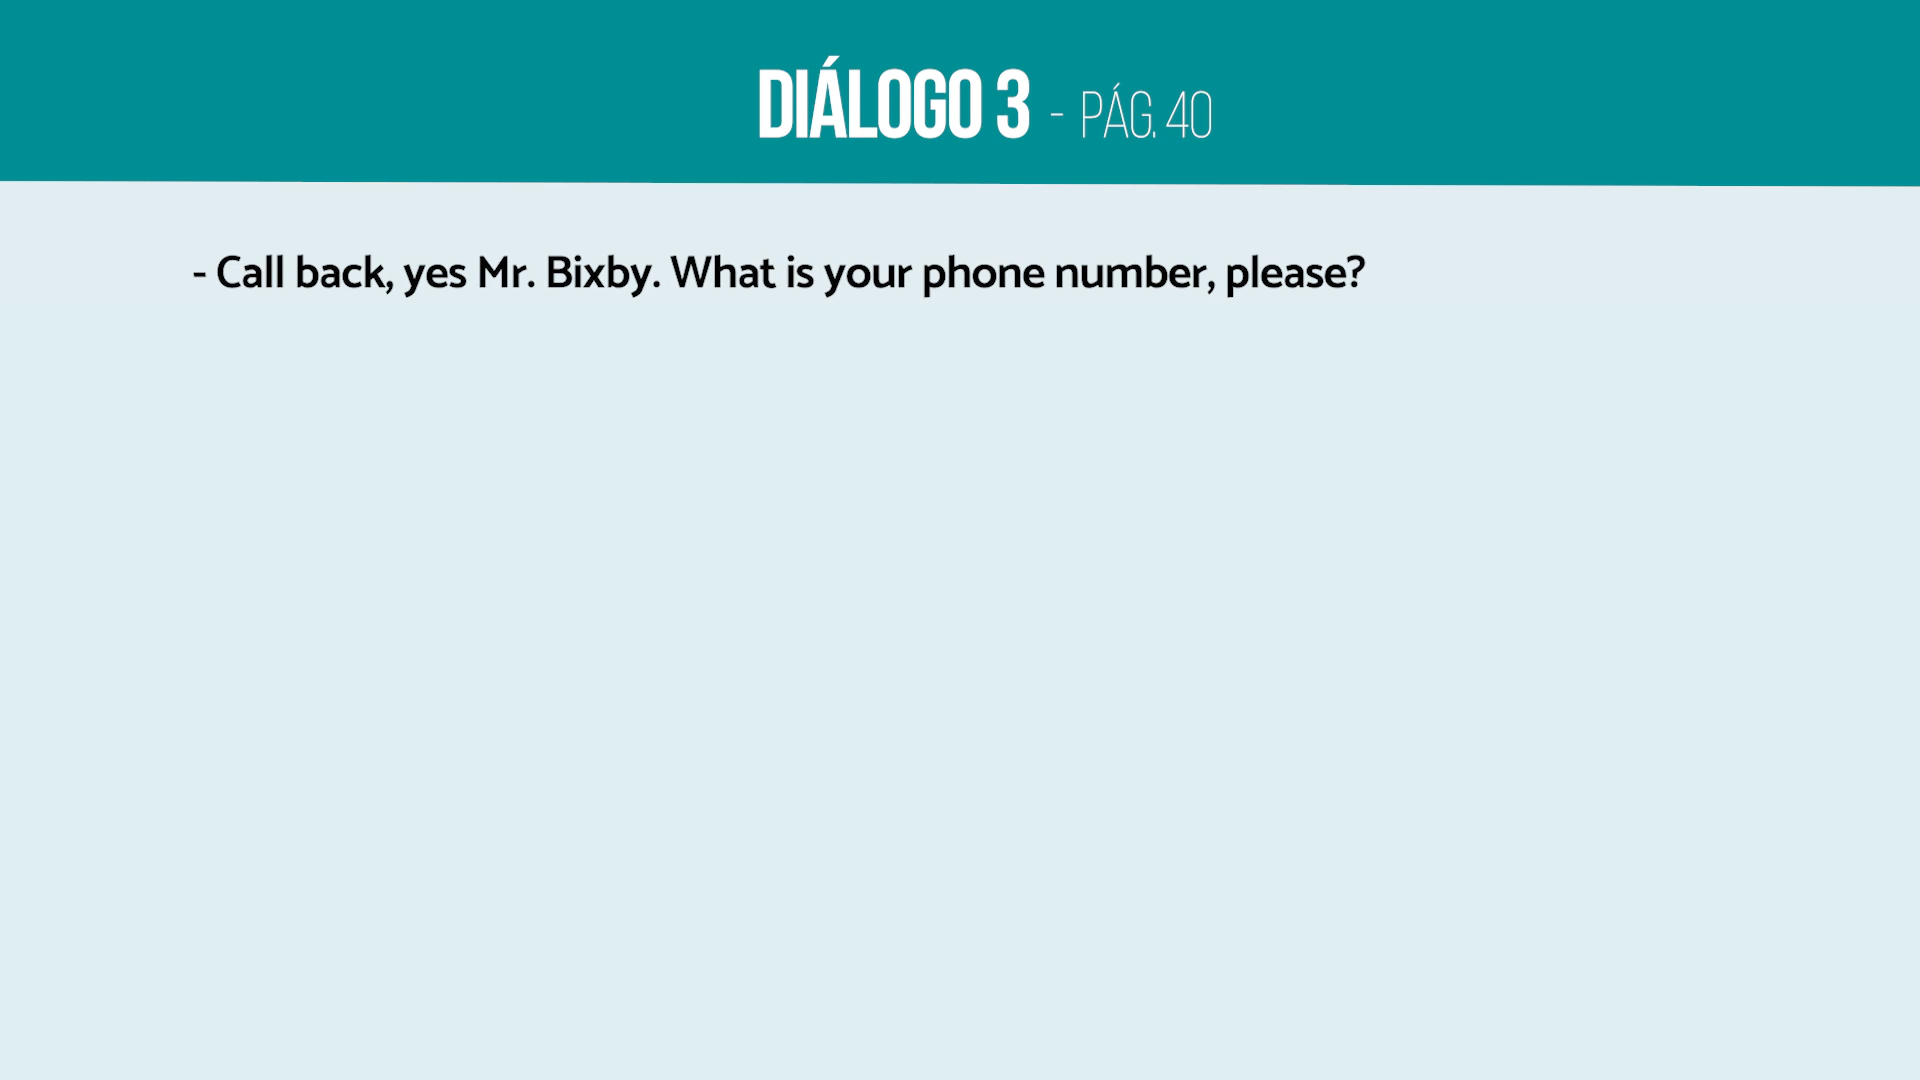 DIÁLOGO 3 - PÁG. 40
- Call back, yes Mr. Bixby. What is your phone number, please?